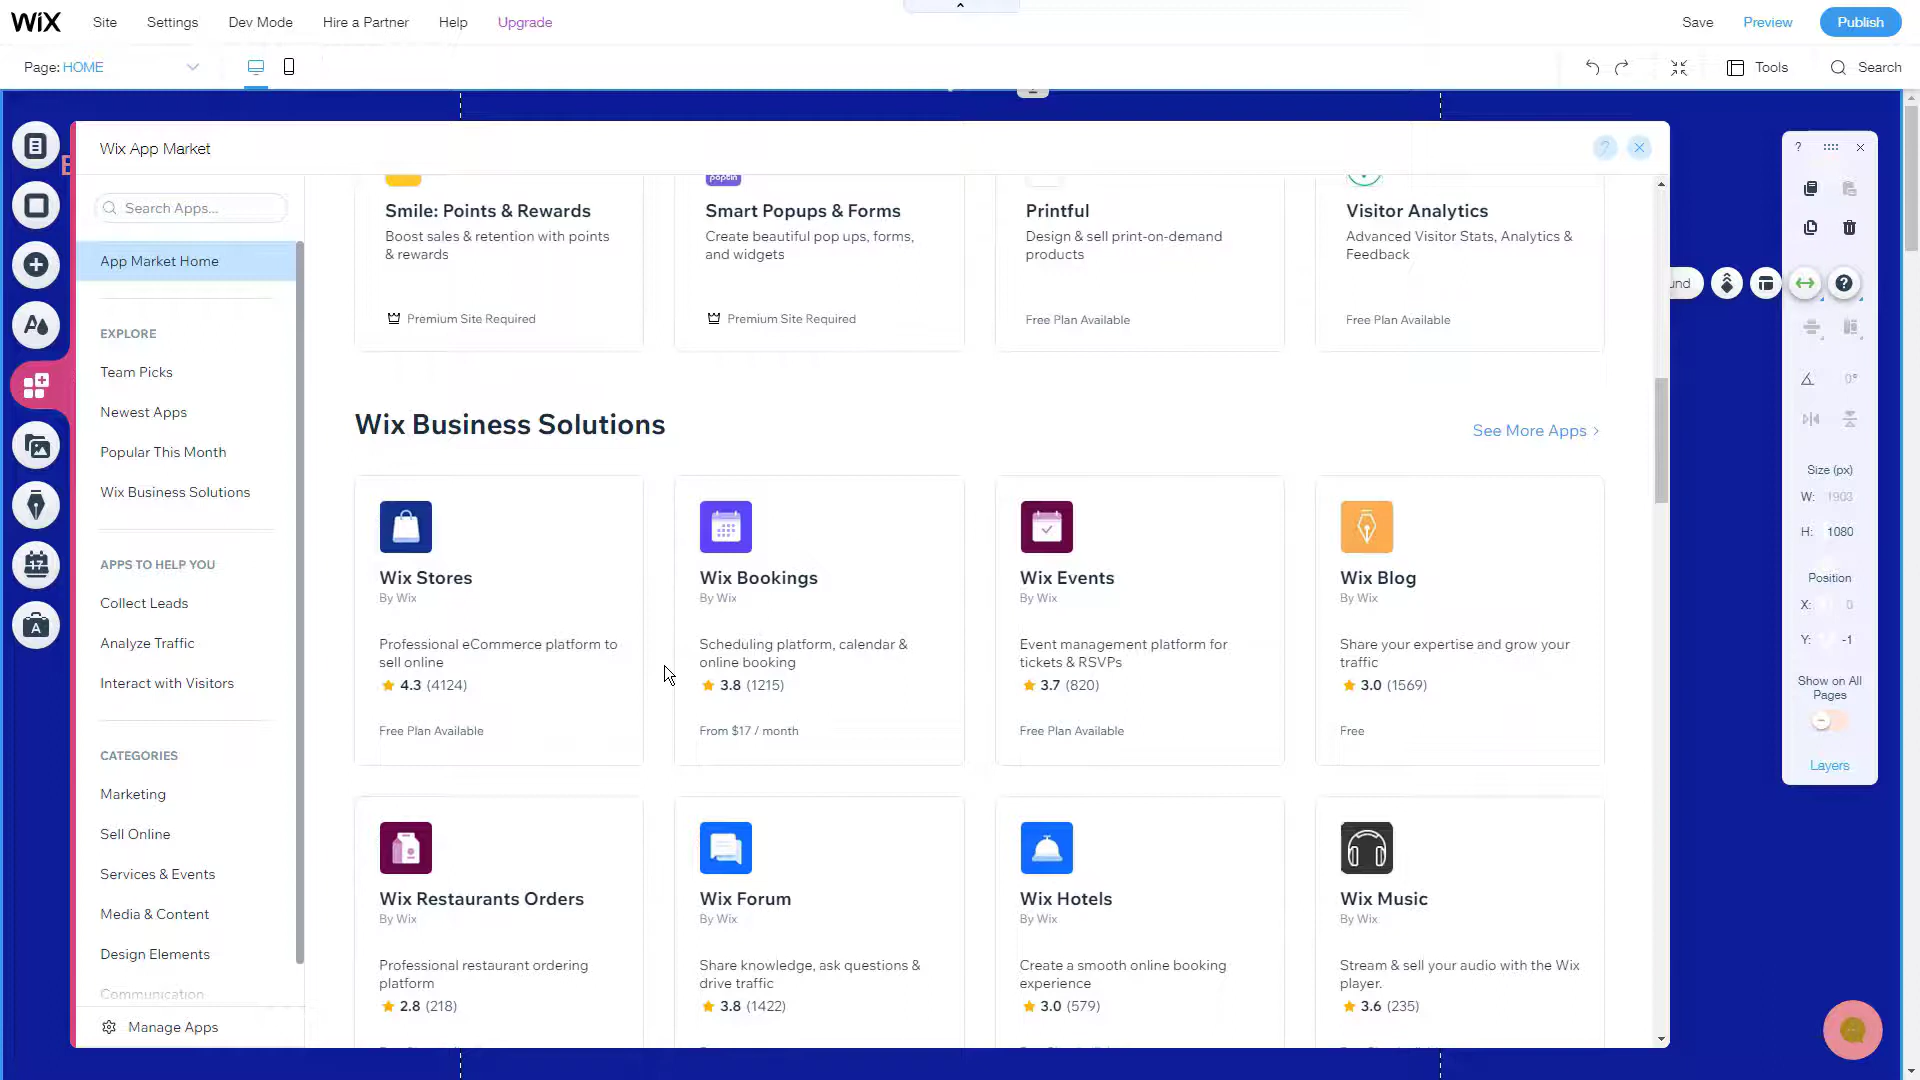 WIX
Site
Settings
Dev Mode
Hire a Partner
Help
Upgrade
Save
Preview
Publish
Page: HOME
Tools
Search
Wix App Market
?
Search Apps...
App Market Home
EXPLORE
Team Picks
Newest Apps
Popular This Month
Wix Business Solutions
APPS TO HELP YOU
Collect Leads
Analyze Traffic
Interact with Visitors
CATEGORIES
Marketing
Sell Online
Services & Events
Media & Content
Design Elements
Communication
Manage Apps
17
A
Smile: Points & Rewards
Boost sales & retention with points
& rewards
Premium Site Required
poptin
Smart Popups & Forms
Create beautiful pop ups, forms,
and widgets
Premium Site Required
Printful
Design & sell print-on-demand
products
Free Plan Available
Visitor Analytics
Advanced Visitor Stats, Analytics &
Feedback
Free Plan Available
Wix Business Solutions
See More Apps
Wix Stores
By Wix
Professional eCommerce platform to
sell online
4.3 (4124)
Free Plan Available
Wix Bookings
By Wix
Scheduling platform, calendar &
online booking
3.8 (1215)
From $17 / month
Wix Events
By Wix
Event management platform for
tickets & RSVPs
3.7 (820)
Free Plan Available
Wix Blog
By Wix
Share your expertise and grow your
traffic
3.0 (1569)
Free
Wix Restaurants Orders
By Wix
Professional restaurant ordering
platform
2.8 (218)
Wix Forum
By Wix
Share knowledge, ask questions &
drive traffic
3.8 (1422)
Wix Hotels
By Wix
Create a smooth online booking
experience
3.0 (579)
Wix Music
By Wix
Stream & sell your audio with the Wix
player.
3.6 (235)
und
?
?
0°
Size (px)
W: 1903
H: 1080
Position
X: 0
Y: -1
Show on All
Pages
Layers